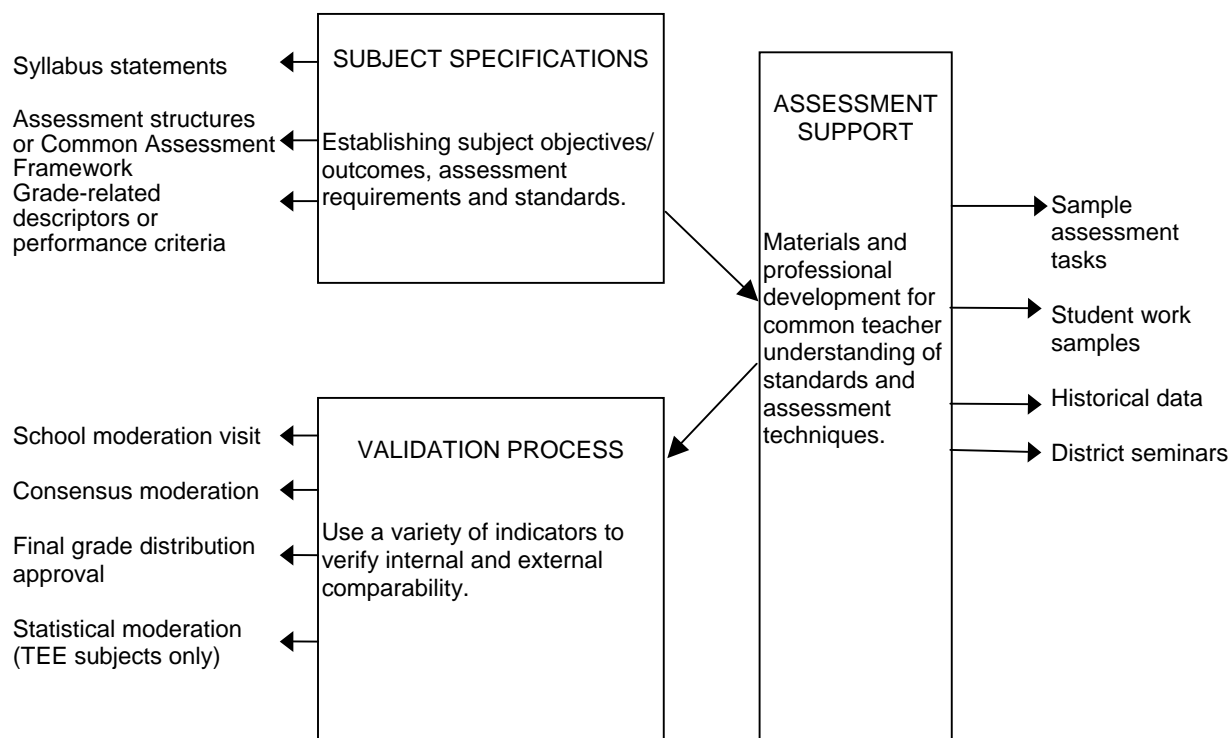 SUBJECT SPECIFICATIONS
Establishing subject objectives/
outcomes, assessment
requirements and standards.
Syllabus statements
Assessment structures
or Common Assessment
Framework
Grade-related
descriptors or
performance criteria
ASSESSMENT
SUPPORT
Materials and
professional
development for
common teacher
understanding of
standards and
assessment
techniques.
Sample
assessment
tasks
Student work
samples
Historical data
District seminars
VALIDATION PROCESS
Use a variety of indicators to
verify internal and external
comparability.
School moderation visit
Consensus moderation
Final grade distribution
approval
Statistical moderation
(TEE subjects only)